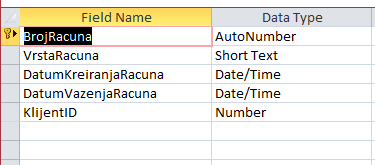 Field Name Data Type
BrojRacuna AutoNumber
VrstaRacuna Short Text
DatumKreiranjaRacuna Date/Time
DatumVazenjaRacuna Date/Time
KlijentID Number